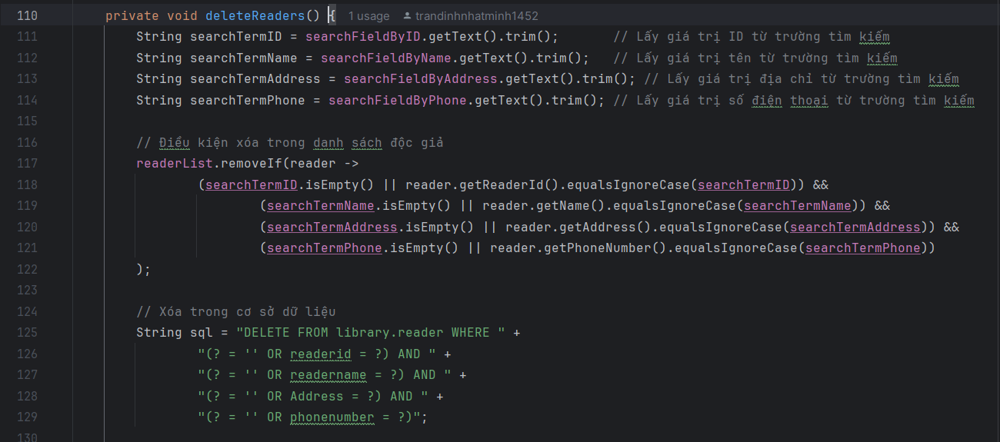 110 private void deleteReaders() { 1 usage trandinhnhatminh1452
111 String searchTermID = searchFieldByID.getText().trim(); // Lấy giá trị ID từ trường tìm kiếm
112 String searchTermName = searchFieldByName.getText().trim(); // Lấy giá trị tên từ trường tìm kiếm
113 String searchTermAddress = searchFieldByAddress.getText().trim(); // Lấy giá trị địa chỉ từ trường tìm kiếm
114 String searchTermPhone = searchFieldByPhone.getText().trim(); // Lấy giá trị số điện thoại từ trường tìm kiếm
115
116 // Điều kiện xóa trong danh sách độc giả
117 readerList.removeIf(reader ->
118 (searchTermID.isEmpty() || reader.getReaderId().equalsIgnoreCase(searchTermID)) &&
119 (searchTermName.isEmpty() || reader.getName().equalsIgnoreCase(searchTermName)) &&
120 (searchTermAddress.isEmpty() || reader.getAddress().equalsIgnoreCase(searchTermAddress)) &&
121 (searchTermPhone.isEmpty() || reader.getPhoneNumber().equalsIgnoreCase(searchTermPhone))
122 );
123
124 // Xóa trong cơ sở dữ liệu
125 String sql = "DELETE FROM library.reader WHERE " +
126 "(? = '' OR readerid = ?) AND " +
127 "(? = '' OR readername = ?) AND " +
128 "(? = '' OR Address = ?) AND " +
129 "(? = '' OR phonenumber = ?)";
130